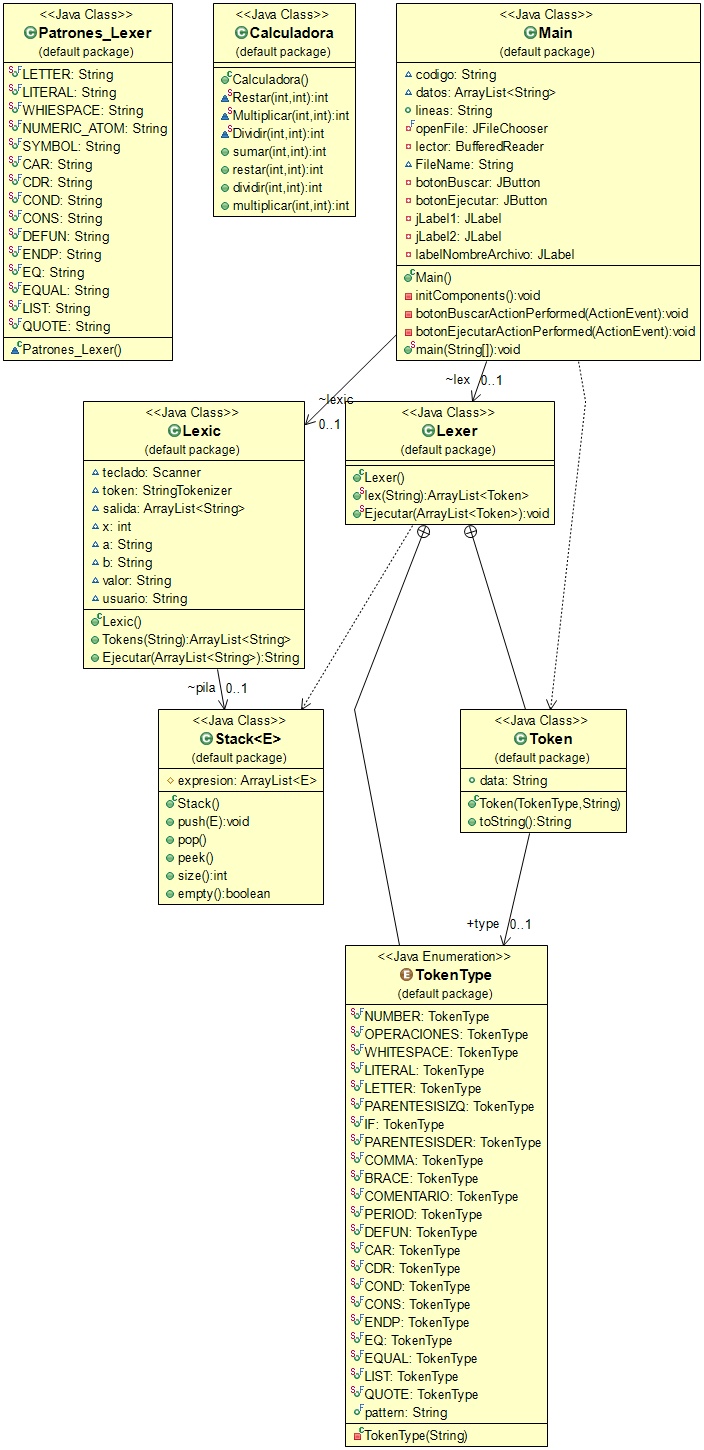 <<Java Class>>
Patrones_Lexer
(default package)
LETTER: String
LITERAL: String
WHIESPACE: String
NUMERIC_ATOM: String
SYMBOL: String
CAR: String
CDR: String
COND: String
CONS: String
DEFUN: String
ENDP: String
EQ: String
EQUAL: String
LIST: String
QUOTE: String
Patrones_Lexer()
<<Java Class>>
Calculadora
(default package)
Calculadora()
Restar(int,int):int
Multiplicar(int,int):int
Dividir(int,int):int
sumar(int,int):int
restar(int,int):int
dividir(int,int):int
multiplicar(int,int):int
<<Java Class>>
Main
(default package)
codigo: String
datos: ArrayList<String>
lineas: String
openFile: JFileChooser
lector: BufferedReader
FileName: String
botonBuscar: JButton
botonEjecutar: JButton
jLabel1: JLabel
jLabel2: JLabel
labelNombreArchivo: JLabel
Main()
initComponents():void
botonBuscarActionPerformed(ActionEvent):void
botonEjecutarActionPerformed(ActionEvent):void
main(String[]):void
~lexic
0..1
~lex 0..1
<<Java Class>>
Lexic
(default package)
teclado: Scanner
token: StringTokenizer
salida: ArrayList<String>
x: int
a: String
b: String
valor: String
usuario: String
Lexic()
Tokens(String):ArrayList<String>
Ejecutar(ArrayList<String>):String
<<Java Class>>
Lexer
(default package)
Lexer()
lex(String):ArrayList<Token>
Ejecutar(ArrayList<Token>):void
~pila 0..1
<<Java Class>>
Stack<E>
(default package)
expresion: ArrayList<E>
Stack()
push(E):void
pop()
peek()
size():int
empty():boolean
<<Java Class>>
Token
(default package)
data: String
Token(TokenType,String)
toString():String
+type 0..1
<<Java Enumeration>>
TokenType
(default package)
NUMBER: TokenType
OPERACIONES: TokenType
WHITESPACE: TokenType
LITERAL: TokenType
LETTER: TokenType
PARENTESISIZQ: TokenType
IF: TokenType
PARENTESISDER: TokenType
COMMA: TokenType
BRACE: TokenType
COMENTARIO: TokenType
PERIOD: TokenType
DEFUN: TokenType
CAR: TokenType
CDR: TokenType
COND: TokenType
CONS: TokenType
ENDP: TokenType
EQ: TokenType
EQUAL: TokenType
LIST: TokenType
QUOTE: TokenType
pattern: String
TokenType(String)